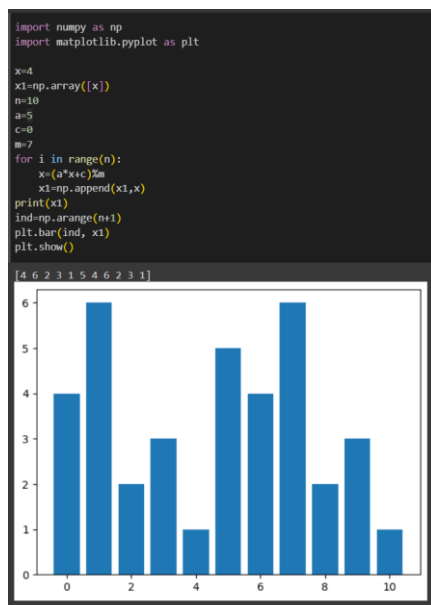 import numpy as np
import matplotlib.pyplot as plt
x=4
x1=np.array([x])
n=10
a=5
c=0
m=7
for i in range(n):
    x=(a*x+c)%m
    x1=np.append(x1,x)
print(x1)
ind=np.arange(n+1)
plt.bar(ind, x1)
plt.show()
[4 6 2 3 1 5 4 6 2 3 1]
6
5
4
3
2
1
0
0 2 4 6 8 10